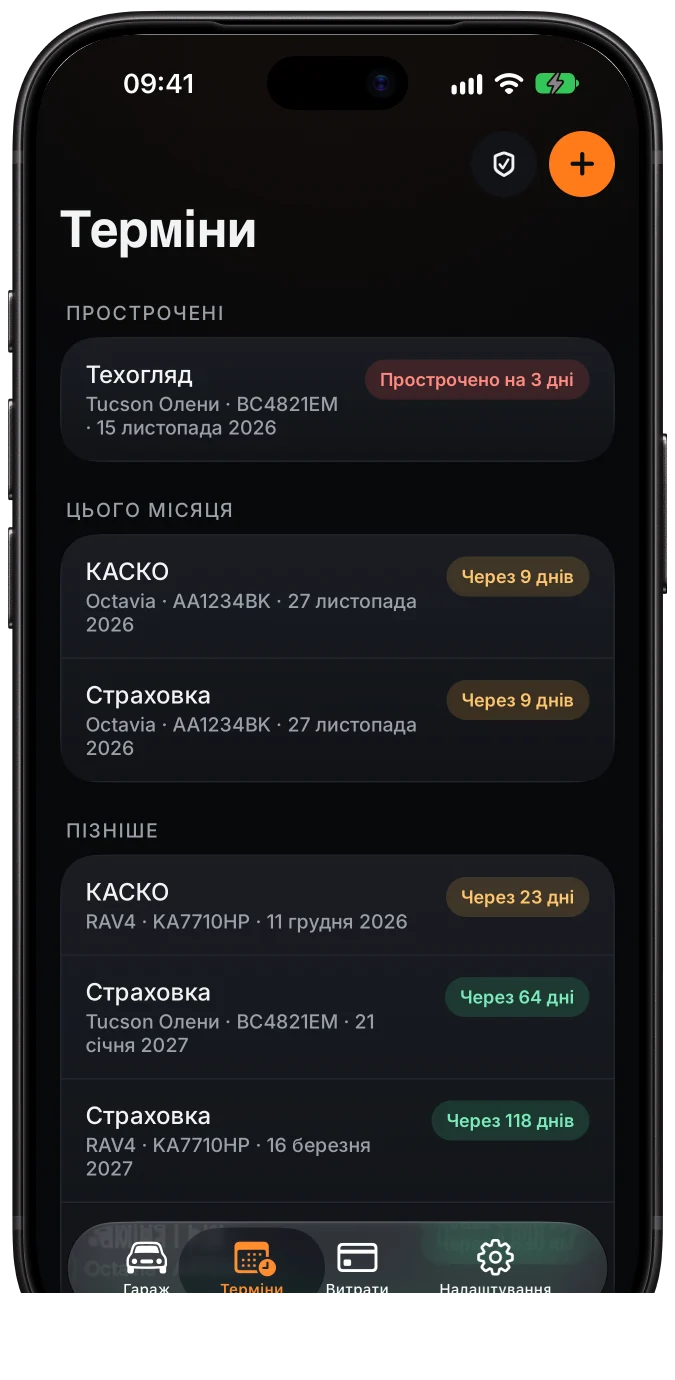 09:41
Терміни
ПРОСТРОЧЕНІ
Техогляд
Прострочено на 3 дні
Tucson Олени · BC4821EM
· 15 листопада 2026
ЦЬОГО МІСЯЦЯ
КАСКО
Через 9 днів
Octavia · AA1234BK · 27 листопада
2026
Страховка
Через 9 днів
Octavia · AA1234BK · 27 листопада
2026
ПІЗНІШЕ
КАСКО
Через 23 дні
RAV4 · KA7710HP · 11 грудня 2026
Страховка
Через 64 дні
Tucson Олени · BC4821EM · 21
січня 2027
Страховка
Через 118 днів
RAV4 · KA7710HP · 16 березня
2027
Гараж
Терміни
Витрати
Налаштування